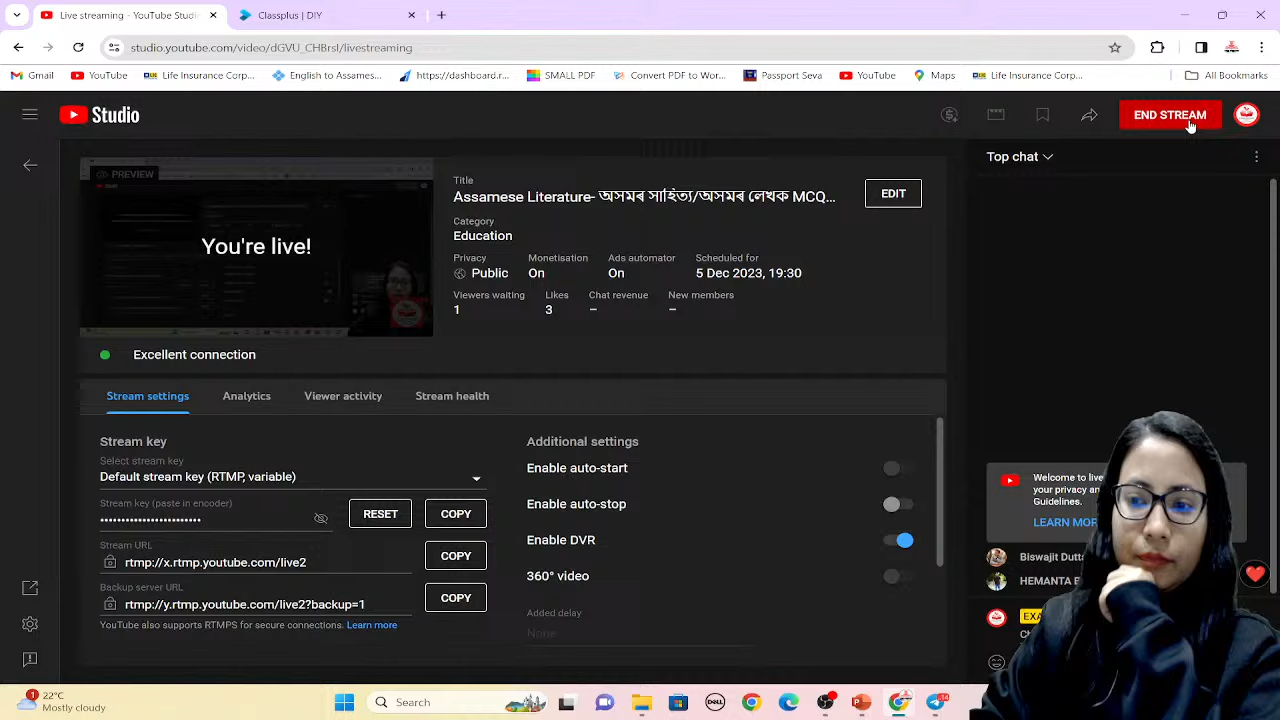 Live streaming - YouTube Studio
Classplus | DIY
studio.youtube.com/video/dGVU_CHBrsI/livestreaming
Gmail
YouTube
Life Insurance Corp...
English to Assames...
https://dashboard.r...
SMALL PDF
Convert PDF to Wor...
Passport Seva
YouTube
Maps
Life Insurance Corp...
All Bookmarks
Studio
END STREAM
PREVIEW
You're live!
Title
Assamese Literature- অসমৰ সাহিত্য/অসমৰ লেখক MCQ...
EDIT
Category
Education
Privacy
Monetisation
Ads automator
Scheduled for
Public
On
On
5 Dec 2023, 19:30
Viewers waiting
Likes
Chat revenue
New members
1
3
–
–
Excellent connection
Top chat
Stream settings
Analytics
Viewer activity
Stream health
Stream key
Select stream key
Default stream key (RTMP, variable)
Stream key (paste in encoder)
RESET
COPY
Stream URL
rtmp://x.rtmp.youtube.com/live2
COPY
Backup server URL
rtmp://y.rtmp.youtube.com/live2?backup=1
COPY
YouTube also supports RTMPS for secure connections. Learn more
Additional settings
Enable auto-start
Enable auto-stop
Enable DVR
360° video
Added delay
None
Welcome to live
your privacy an
Guidelines.
LEARN MOR
Biswajit Dutta
HEMANTA B
EXA
Ch
1
22°C
Mostly cloudy
Search
DELL